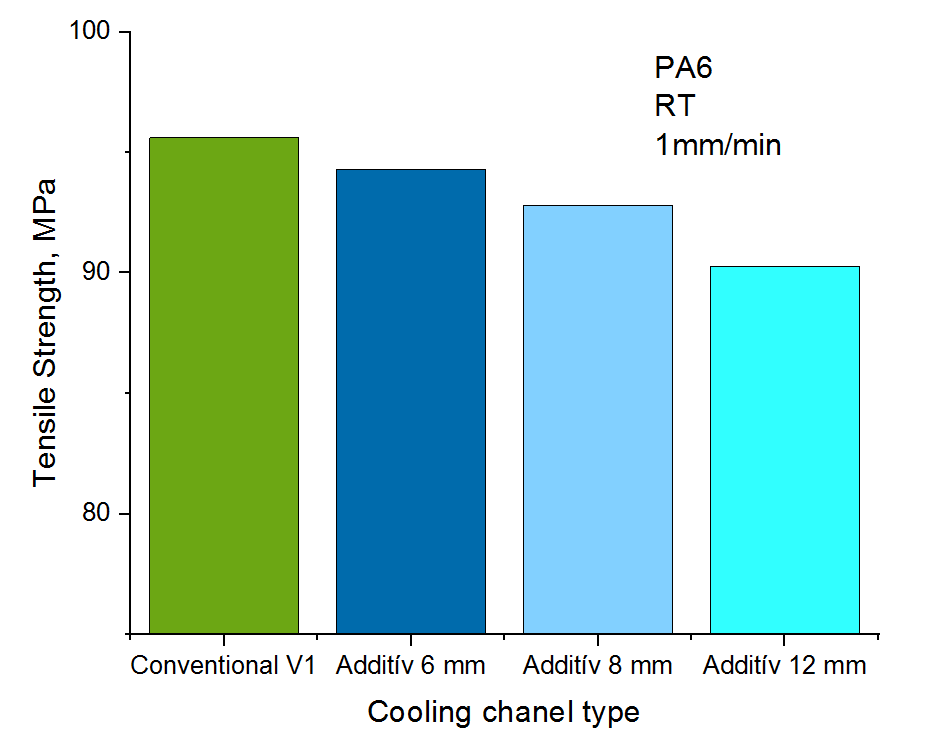 100
90
80
Tensile Strength, MPa
PA6
RT
1mm/min
Conventional V1
Additív 6 mm
Additív 8 mm
Additív 12 mm
Cooling chanel type